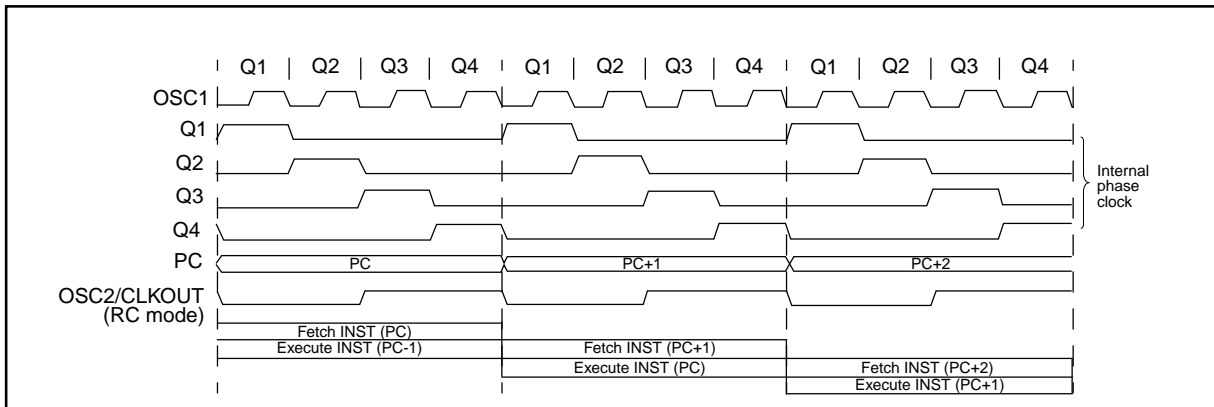 Q1 | Q2 | Q3 | Q4 | Q1 | Q2 | Q3 | Q4 | Q1 | Q2 | Q3 | Q4
OSC1
Q1
Q2
Q3
Q4
Internal
phase
clock
PC PC PC+1 PC+2
OSC2/CLKOUT
(RC mode)
Fetch INST (PC)
Execute INST (PC-1) Fetch INST (PC+1)
Execute INST (PC) Fetch INST (PC+2)
Execute INST (PC+1)